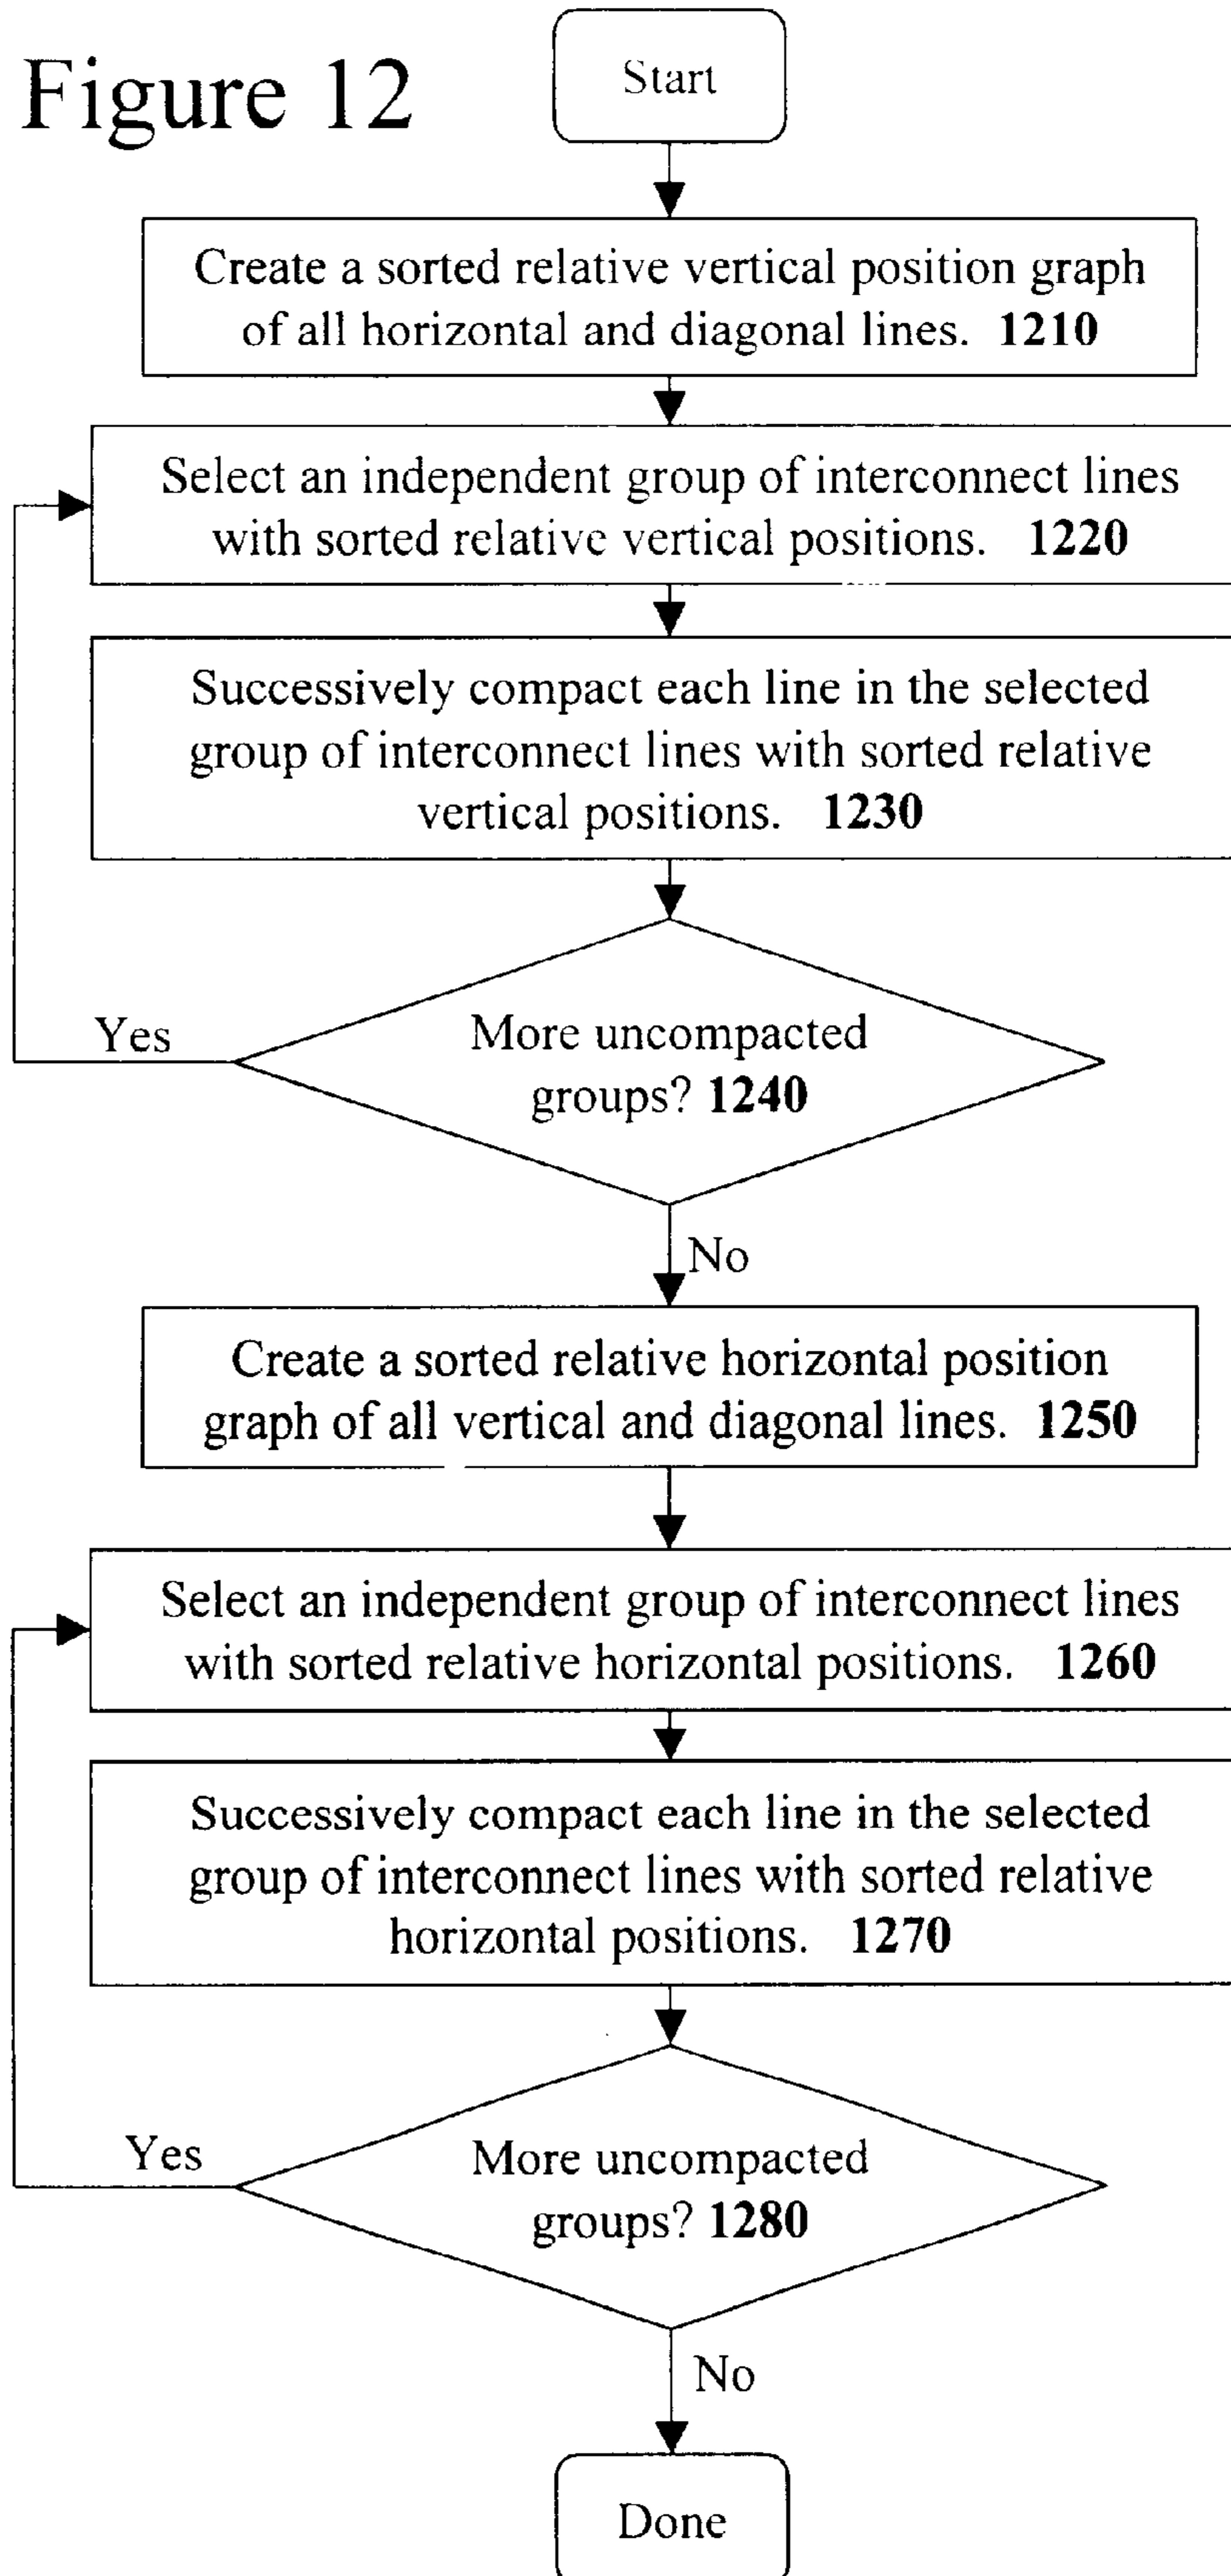 Figure 12
Start
Create a sorted relative vertical position graph
of all horizontal and diagonal lines. 1210
Select an independent group of interconnect lines
with sorted relative vertical positions. 1220
Successively compact each line in the selected
group of interconnect lines with sorted relative
vertical positions. 1230
Yes
More uncompacted
groups? 1240
No
Create a sorted relative horizontal position
graph of all vertical and diagonal lines. 1250
Select an independent group of interconnect lines
with sorted relative horizontal positions. 1260
Successively compact each line in the selected
group of interconnect lines with sorted relative
horizontal positions. 1270
Yes
More uncompacted
groups? 1280
No
Done